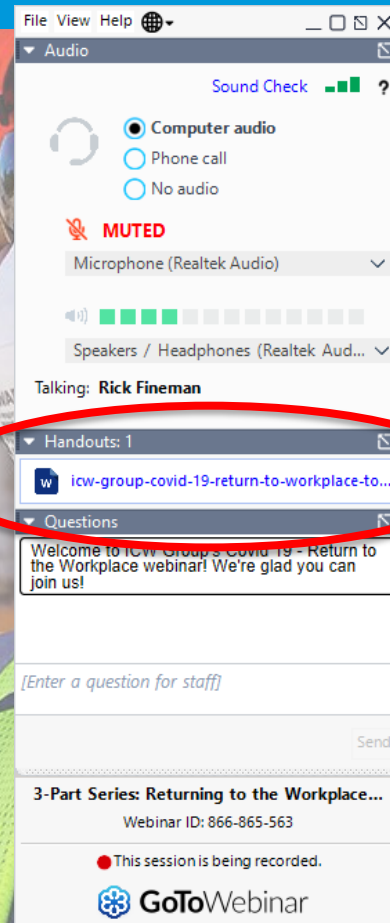 File View Help
Audio
Sound Check ?
Computer audio
Phone call
No audio
MUTED
Microphone (Realtek Audio)
Speakers / Headphones (Realtek Aud...
Talking: Rick Fineman
Handouts: 1
W icw-group-covid-19-return-to-workplace-to...
Questions
Welcome to ICW Group's Covid 19 - Return to
the Workplace webinar! We're glad you can
join us!
[Enter a question for staff]
Send
3-Part Series: Returning to the Workplace...
Webinar ID: 866-865-563
This session is being recorded.
GoToWebinar